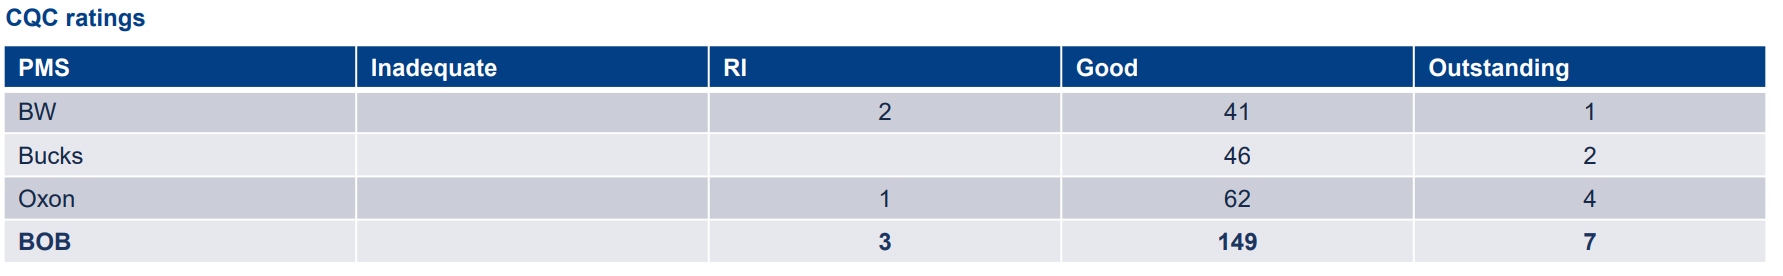 CQC ratings
PMS Inadequate RI Good Outstanding
BW 2 41 1
Bucks 46 2
Oxon 1 62 4
BOB 3 149 7